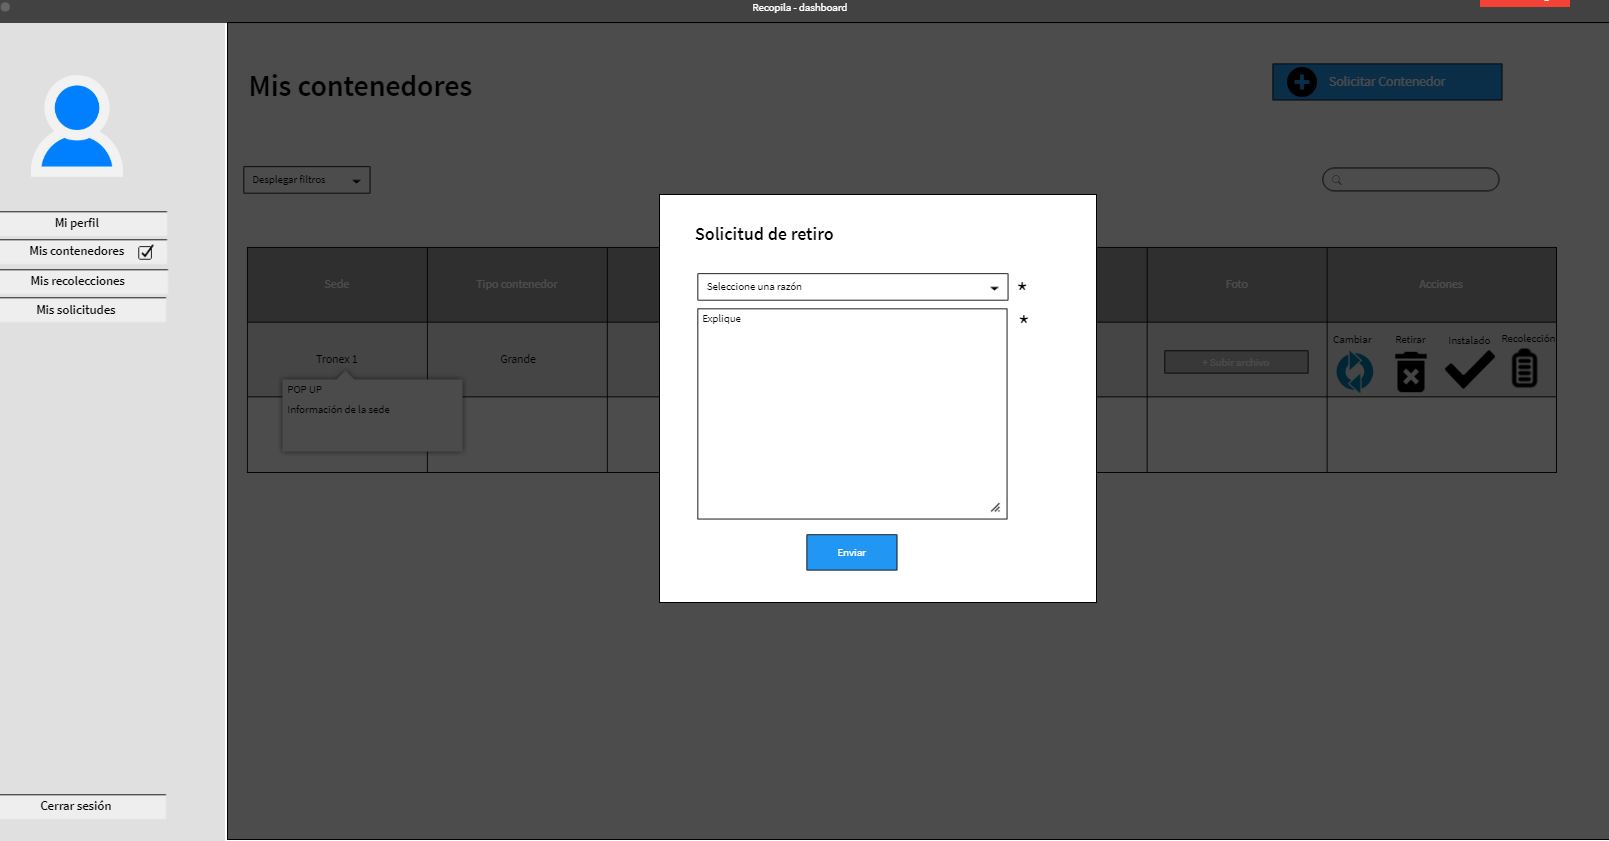 Recopila - dashboard
Mis contenedores
Solicitar Contenedor
Desplegar filtros
Mi perfil
Mis contenedores
Mis recolecciones
Mis solicitudes
Cerrar sesión
Sede
Tipo contenedor
Foto
Acciones
Tronex 1
Grande
+ Subir archivo
Cambiar
Retirar
Instalado
Recolección
POP UP
Información de la sede
Solicitud de retiro
Seleccione una razón
*
Explique
*
Enviar